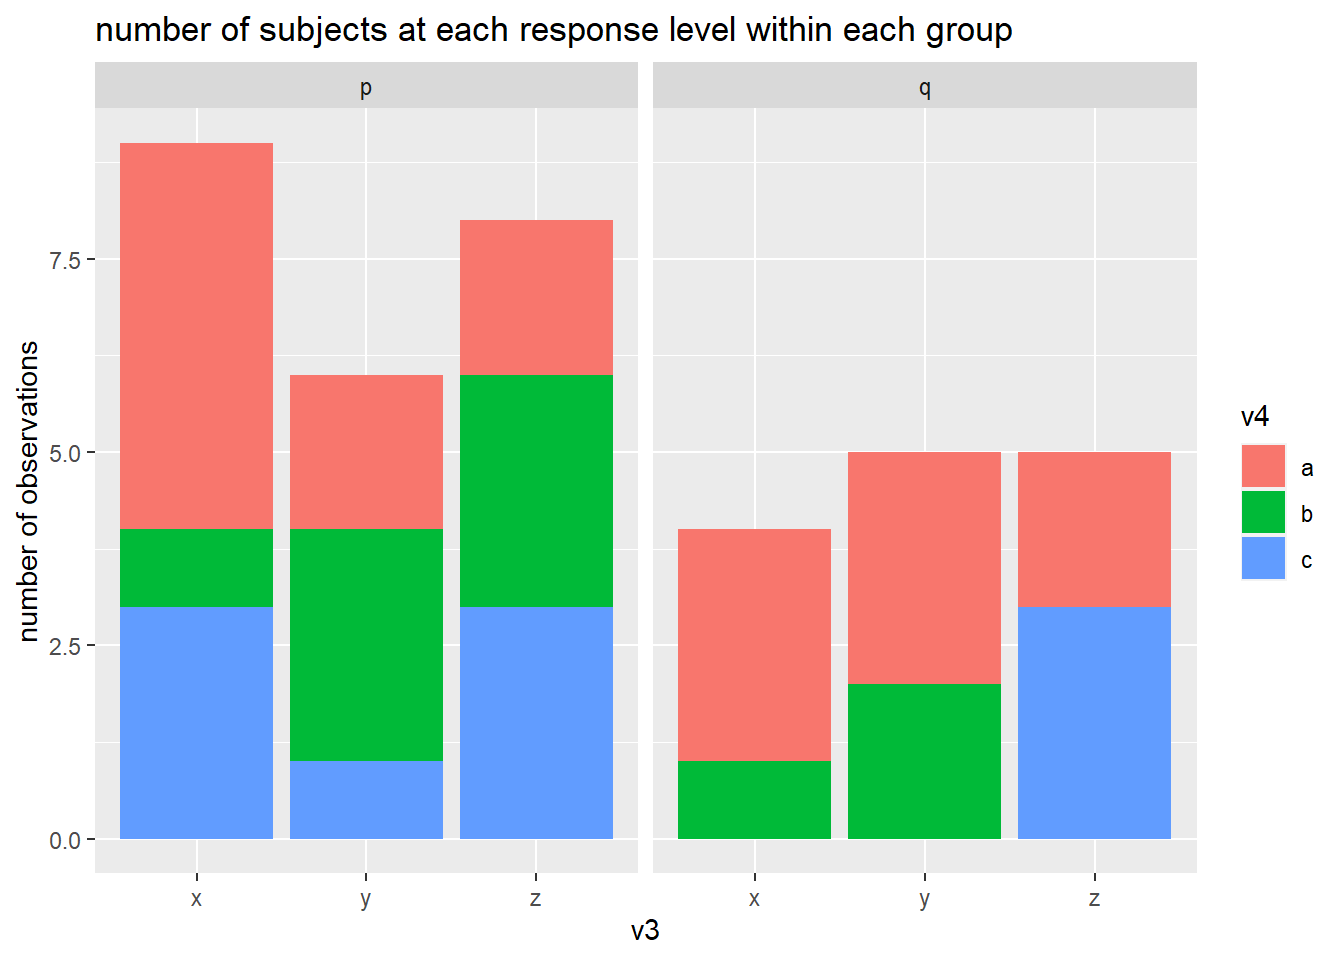 number of subjects at each response level within each group
p
q
7.5
5.0
2.5
0.0
number of observations
x
y
z
x
y
z
v3
v4
a
b
c